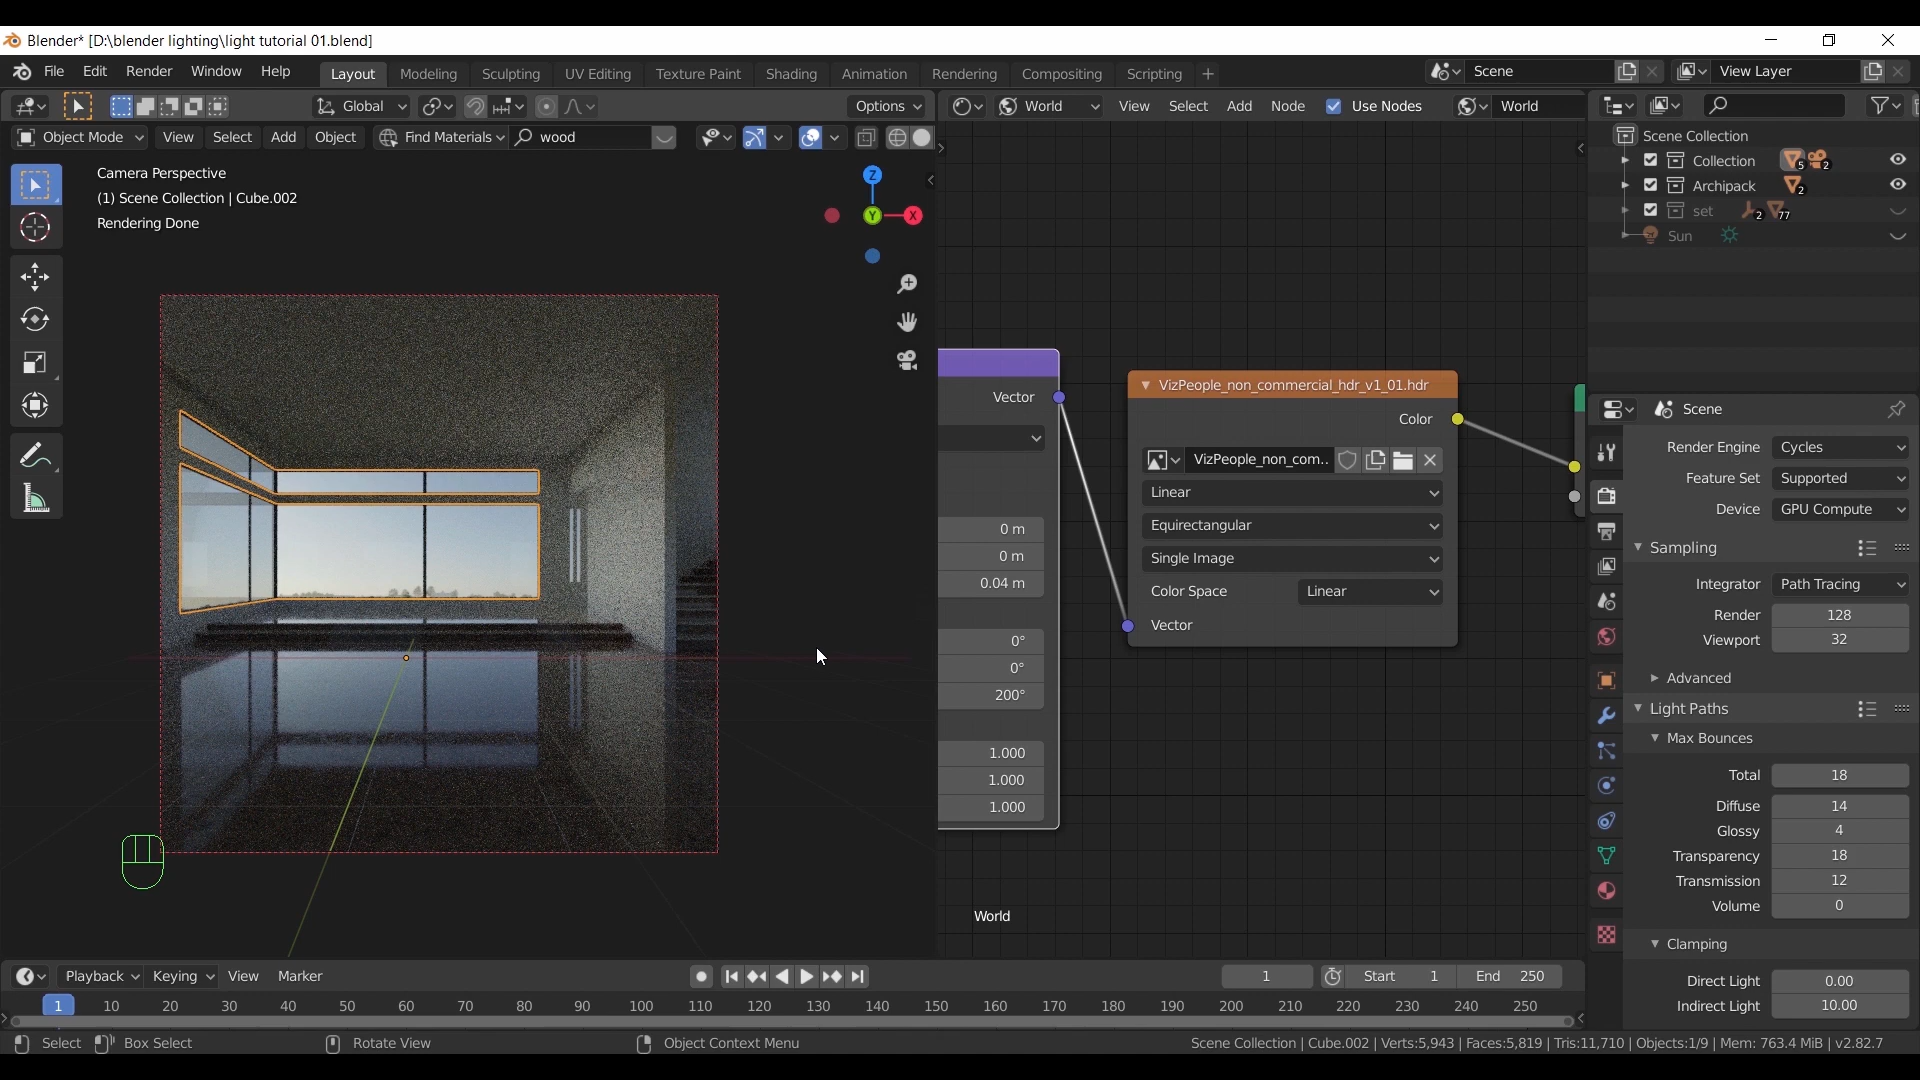 Blender* [D:\blender lighting\light tutorial 01.blend]
File Edit Render Window Help Layout Modeling Sculpting UV Editing Texture Paint Shading Animation Rendering Compositing Scripting + Scene View Layer
Global Options World View Select Add Node Use Nodes World
Object Mode View Select Add Object Find Materials wood
Camera Perspective
(1) Scene Collection | Cube.002
Rendering Done
Z
Y
X
Vector
0 m
0 m
0.04 m
0°
0°
200°
1.000
1.000
1.000
VizPeople_non_commercial_hdr_v1_01.hdr
Color
VizPeople_non_com..
Linear
Equirectangular
Single Image
Color Space Linear
Vector
World
Scene Collection
Collection 5 2
Archipack 2
set 2 77
Sun
Scene
Render Engine Cycles
Feature Set Supported
Device GPU Compute
Sampling
Integrator Path Tracing
Render 128
Viewport 32
Advanced
Light Paths
Max Bounces
Total 18
Diffuse 14
Glossy 4
Transparency 18
Transmission 12
Volume 0
Clamping
Direct Light 0.00
Indirect Light 10.00
Playback Keying View Marker 1 Start 1 End 250
1 10 20 30 40 50 60 70 80 90 100 110 120 130 140 150 160 170 180 190 200 210 220 230 240 250
Select Box Select Rotate View Object Context Menu Scene Collection | Cube.002 | Verts:5,943 | Faces:5,819 | Tris:11,710 | Objects:1/9 | Mem: 763.4 MiB | v2.82.7